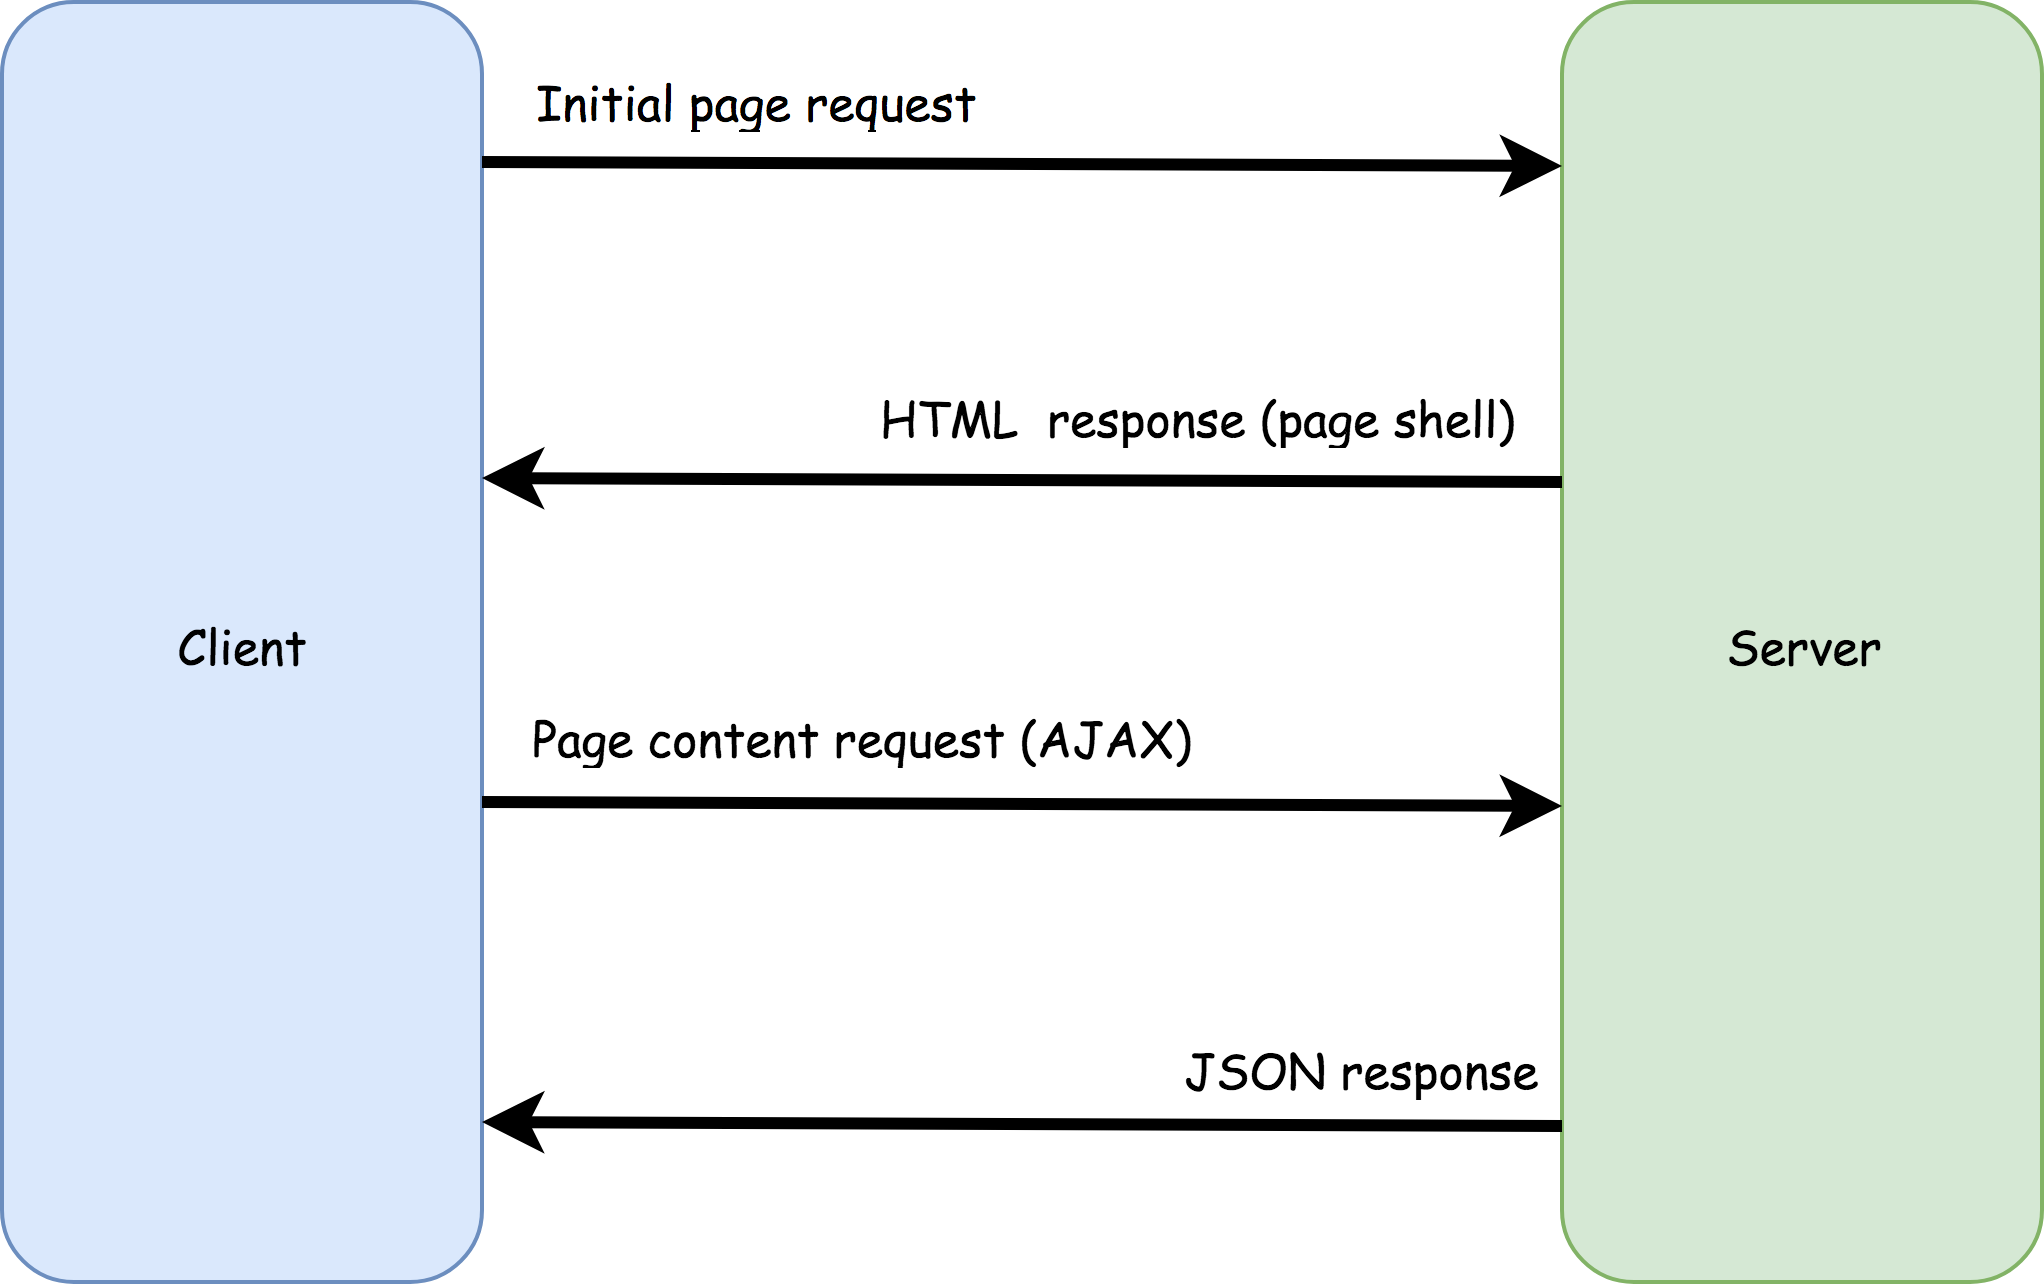 Initial page request
HTML  response (page shell)
Client
Server
Page content request (AJAX)
JSON response